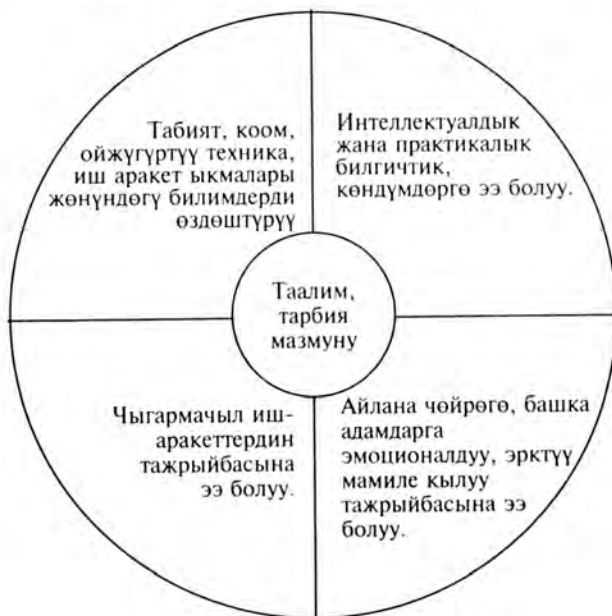 Табият, коом,
ойжүгүртүү техника,
иш аракет ыкмалары
жөнүндөгү билимдерди
өздөштүрүү
Интеллектуалдык
жана практикалык
билгичтик,
көндүмдөргө ээ болуу.
Таалим,
тарбия
мазмуну
Чыгармачыл иш-
аракеттердин
тажрыйбасына
ээ болуу.
Айлана чөйрөгө, башка
адамдарга
эмоционалдуу, эрктүү
мамиле кылуу
тажрыйбасына ээ
болуу.